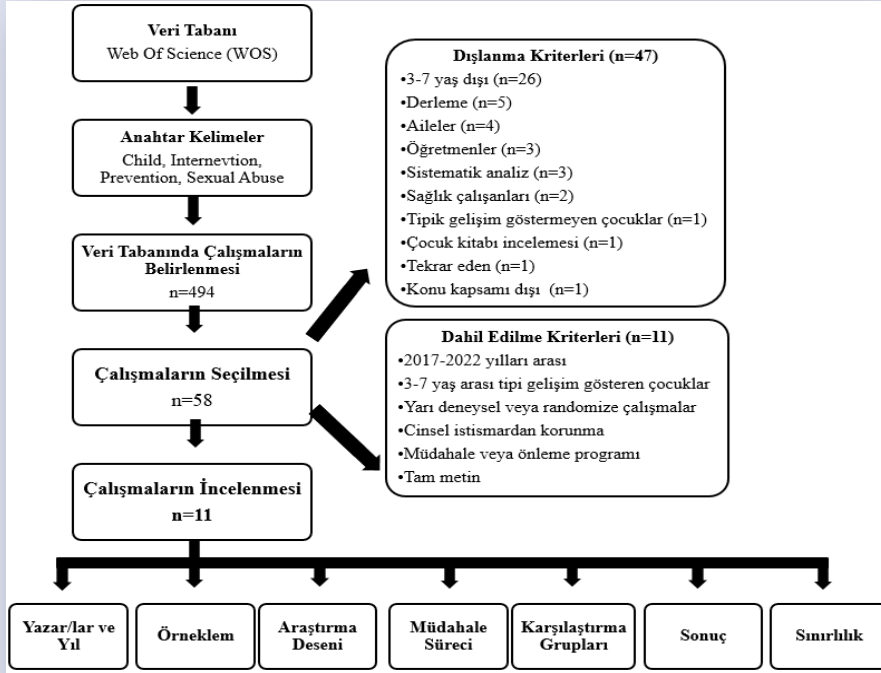 Veri Tabanı
Web Of Science (WOS)
Anahtar Kelimeler
Child, Internevtion,
Prevention, Sexual Abuse
Veri Tabanında Çalışmaların
Belirlenmesi
n=494
Çalışmaların Seçilmesi
n=58
Çalışmaların İncelenmesi
n=11
Dışlanma Kriterleri (n=47)
•3-7 yaş dışı (n=26)
•Derleme (n=5)
•Aileler (n=4)
•Öğretmenler (n=3)
•Sistematik analiz (n=3)
•Sağlık çalışanları (n=2)
•Tipik gelişim göstermeyen çocuklar (n=1)
•Çocuk kitabı incelemesi (n=1)
•Tekrar eden (n=1)
•Konu kapsamı dışı (n=1)
Dahil Edilme Kriterleri (n=11)
•2017-2022 yılları arası
•3-7 yaş arası tipi gelişim gösteren çocuklar
•Yarı deneysel veya randomize çalışmalar
•Cinsel istismardan korunma
•Müdahale veya önleme programı
•Tam metin
Yazar/lar ve
Yıl
Örneklem
Araştırma
Deseni
Müdahale
Süreci
Karşılaştırma
Grupları
Sonuç
Sınırlılık